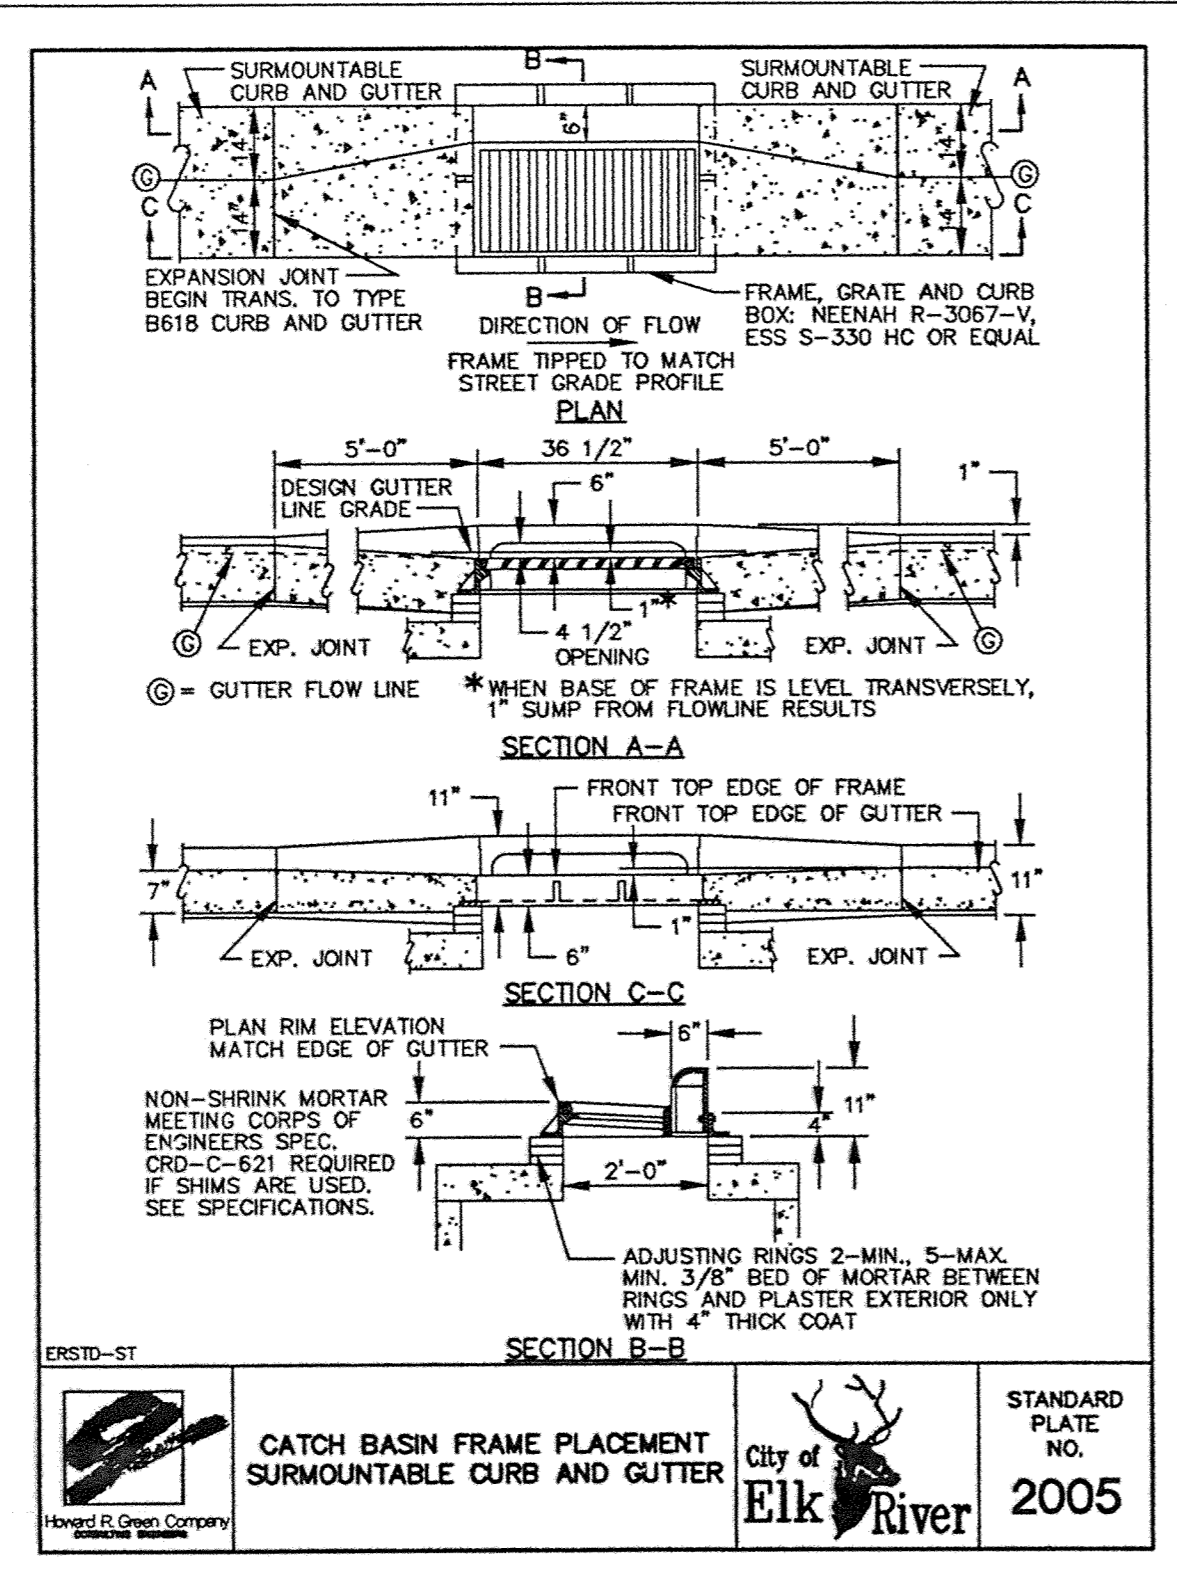 B
SURMOUNTABLE
CURB AND GUTTER
SURMOUNTABLE
CURB AND GUTTER
A
A
6"
14"
14"
G
G
C
C
14"
14"
EXPANSION JOINT
BEGIN TRANS. TO TYPE
B618 CURB AND GUTTER
B
DIRECTION OF FLOW
FRAME TIPPED TO MATCH
STREET GRADE PROFILE
FRAME, GRATE AND CURB
BOX: NEENAH R-3067-V,
ESS S-330 HC OR EQUAL
PLAN
5'-0"
36 1/2"
5'-0"
1"
6"
DESIGN GUTTER
LINE GRADE
1"*
4 1/2"
OPENING
G
EXP. JOINT
EXP. JOINT
G
G = GUTTER FLOW LINE
*WHEN BASE OF FRAME IS LEVEL TRANSVERSELY,
1" SUMP FROM FLOWLINE RESULTS
SECTION A-A
11"
FRONT TOP EDGE OF FRAME
FRONT TOP EDGE OF GUTTER
7"
11"
1"
6"
EXP. JOINT
EXP. JOINT
SECTION C-C
PLAN RIM ELEVATION
MATCH EDGE OF GUTTER
6"
NON-SHRINK MORTAR
MEETING CORPS OF
ENGINEERS SPEC.
CRD-C-621 REQUIRED
IF SHIMS ARE USED.
SEE SPECIFICATIONS.
6"
11"
4"
2'-0"
ADJUSTING RINGS 2-MIN., 5-MAX.
MIN. 3/8" BED OF MORTAR BETWEEN
RINGS AND PLASTER EXTERIOR ONLY
WITH 4" THICK COAT
SECTION B-B
ERSTD-ST
Howard R. Green Company
CONSULTING ENGINEERS
CATCH BASIN FRAME PLACEMENT
SURMOUNTABLE CURB AND GUTTER
City of
Elk River
STANDARD
PLATE
NO.
2005